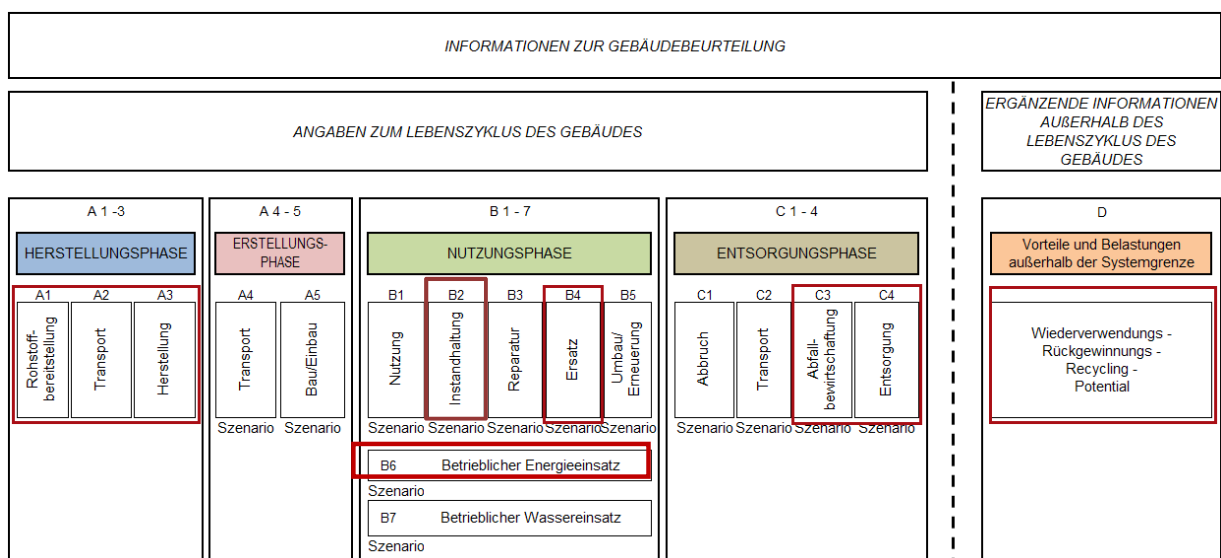 INFORMATIONEN ZUR GEBÄUDEBEURTEILUNG
ANGABEN ZUM LEBENSZYKLUS DES GEBÄUDES
ERGÄNZENDE INFORMATIONEN
AUßERHALB DES
LEBENSZYKLUS DES
GEBÄUDES
A 1 -3
HERSTELLUNGSPHASE
A1
A2
A3
Rohstoff-
bereitstellung
Transport
Herstellung
A 4 - 5
ERSTELLUNGS-
PHASE
A4
A5
Transport
Bau/Einbau
Szenario
Szenario
B 1 - 7
NUTZUNGSPHASE
B1
B2
B3
B4
B5
Nutzung
Instandhaltung
Reparatur
Ersatz
Umbau/
Erneuerung
Szenario
Szenario
Szenario
Szenario
Szenario
B6 Betrieblicher Energieeinsatz
Szenario
B7 Betrieblicher Wassereinsatz
Szenario
C 1 - 4
ENTSORGUNGSPHASE
C1
C2
C3
C4
Abbruch
Transport
Abfall-
bewirtschaftung
Entsorgung
Szenario
Szenario
Szenario
Szenario
D
Vorteile und Belastungen
außerhalb der Systemgrenze
Wiederverwendungs -
Rückgewinnungs -
Recycling -
Potential